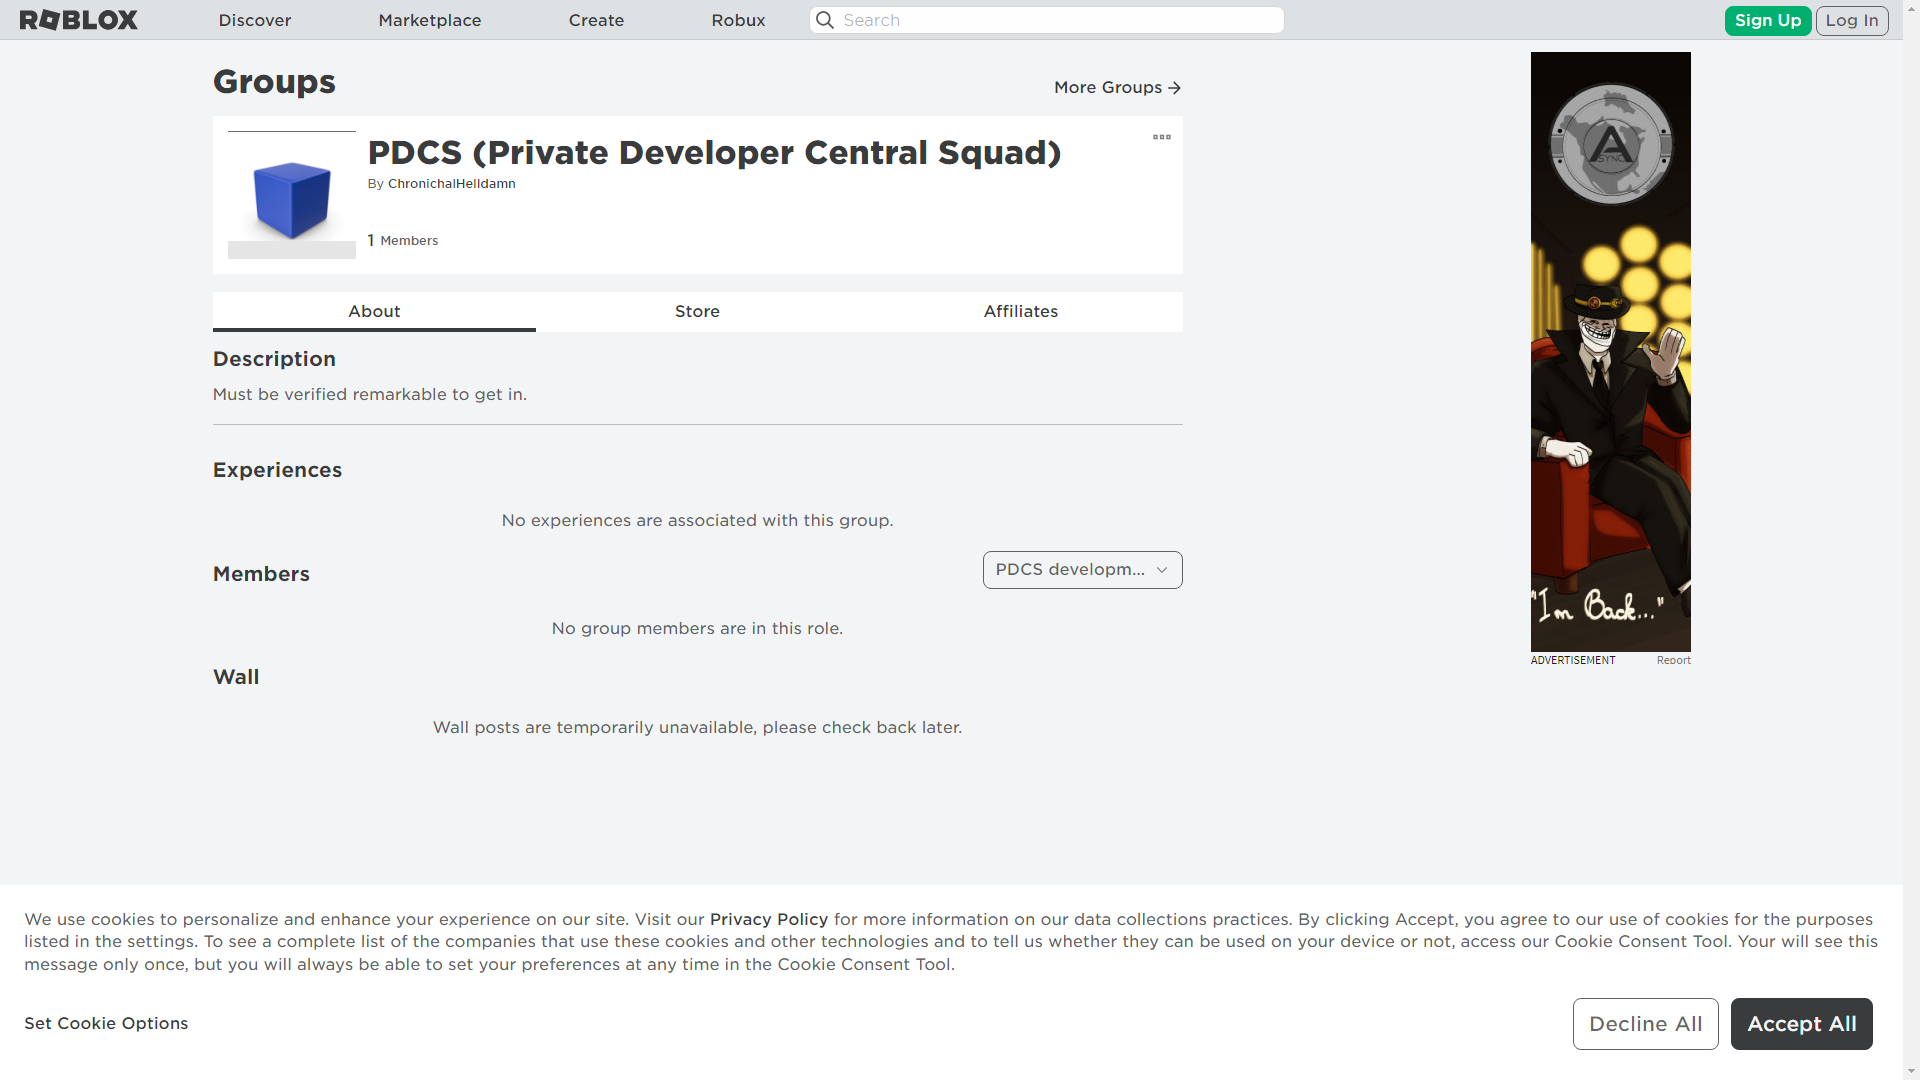 ROBLOX
Discover
Marketplace
Create
Robux
Search
Sign Up
Log In
Groups
More Groups
PDCS (Private Developer Central Squad)
By ChronichalHelldamn
1 Members
About
Store
Affiliates
Description
Must be verified remarkable to get in.
Experiences
No experiences are associated with this group.
Members
PDCS developm...
No group members are in this role.
Wall
Wall posts are temporarily unavailable, please check back later.
A
SYNC
"I'm Back..."
ADVERTISEMENT
Report
We use cookies to personalize and enhance your experience on our site. Visit our Privacy Policy for more information on our data collections practices. By clicking Accept, you agree to our use of cookies for the purposes
listed in the settings. To see a complete list of the companies that use these cookies and other technologies and to tell us whether they can be used on your device or not, access our Cookie Consent Tool. Your will see this
message only once, but you will always be able to set your preferences at any time in the Cookie Consent Tool.
Set Cookie Options
Decline All
Accept All